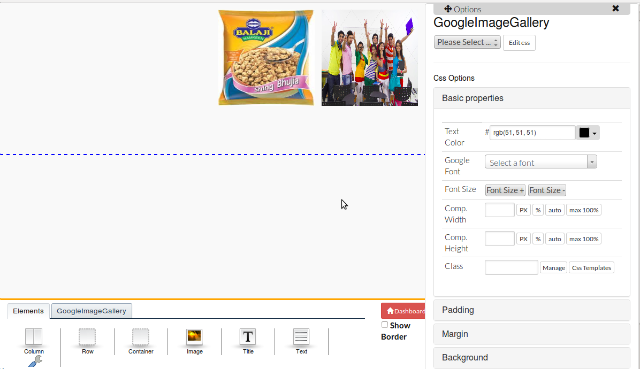 Options
GoogleImageGallery
Please Select ...
Edit css
Css Options
Basic properties
Text Color
# rgb(51, 51, 51)
Google Font
Select a font
Font Size
Font Size +
Font Size -
Comp. Width
PX
%
auto
max 100%
Comp. Height
PX
%
auto
max 100%
Class
Manage
Css Templates
Padding
Margin
Background
BALAJI
Sing Bhujia
Elements
GoogleImageGallery
Dashboard
Show Border
Column
Row
Container
Image
Title
Text